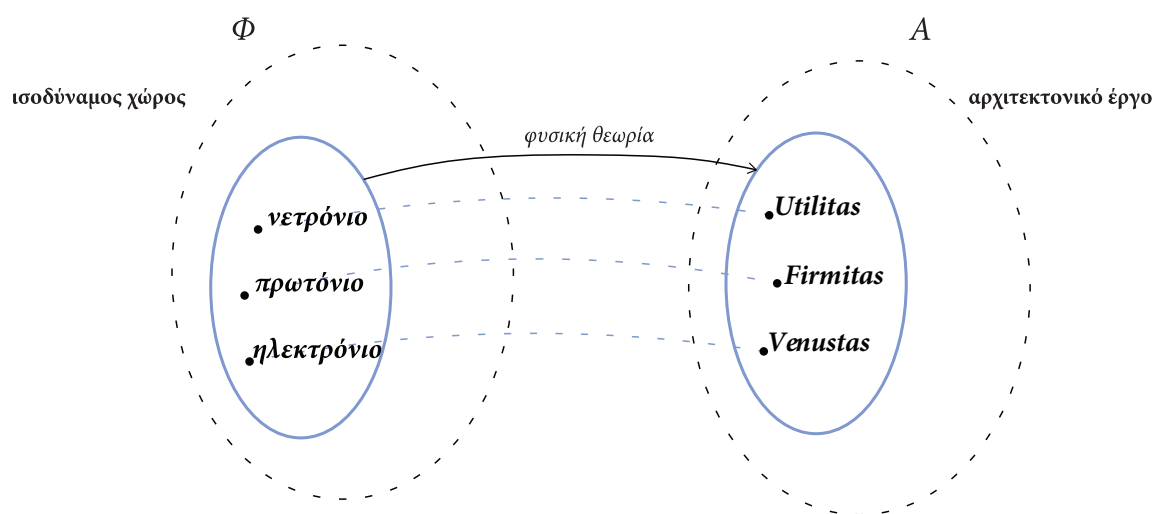 Φ
A
ισοδύναμος χώρος
αρχιτεκτονικό έργο
φυσική θεωρία
νετρόνιο
Utilitas
πρωτόνιο
Firmitas
ηλεκτρόνιο
Venustas